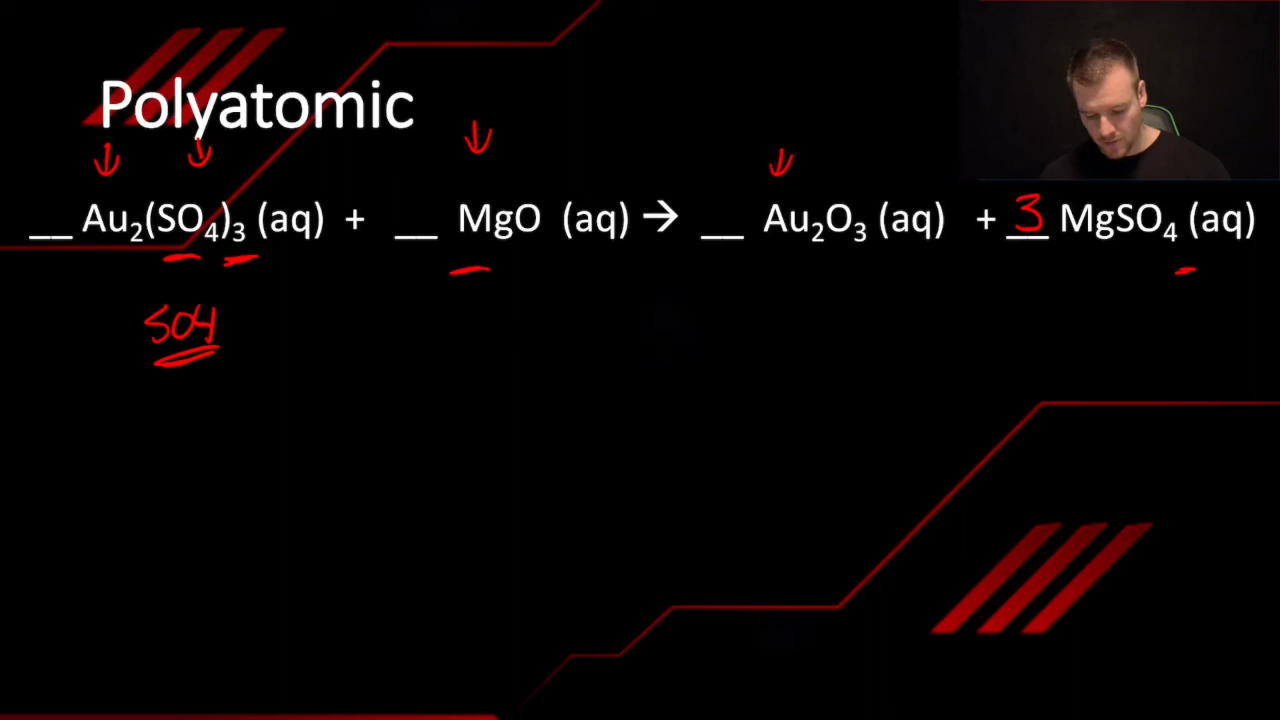 Polyatomic
__ Au₂(SO₄)₃ (aq) + __ MgO (aq) → __ Au₂O₃ (aq) + 3 MgSO₄ (aq)
SO4